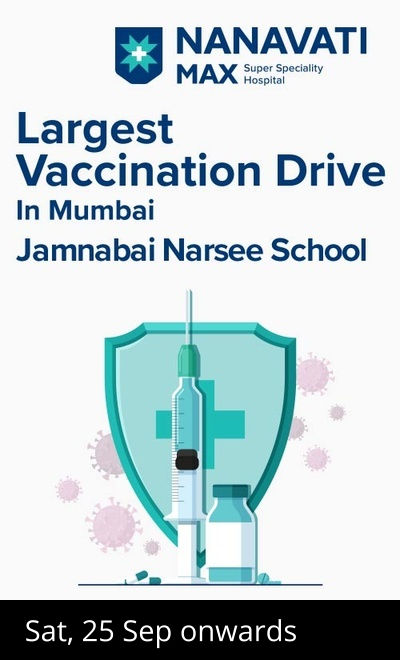 NANAVATI
MAX Super Speciality
Hospital
Largest
Vaccination Drive
In Mumbai
Jamnabai Narsee School
Sat, 25 Sep onwards